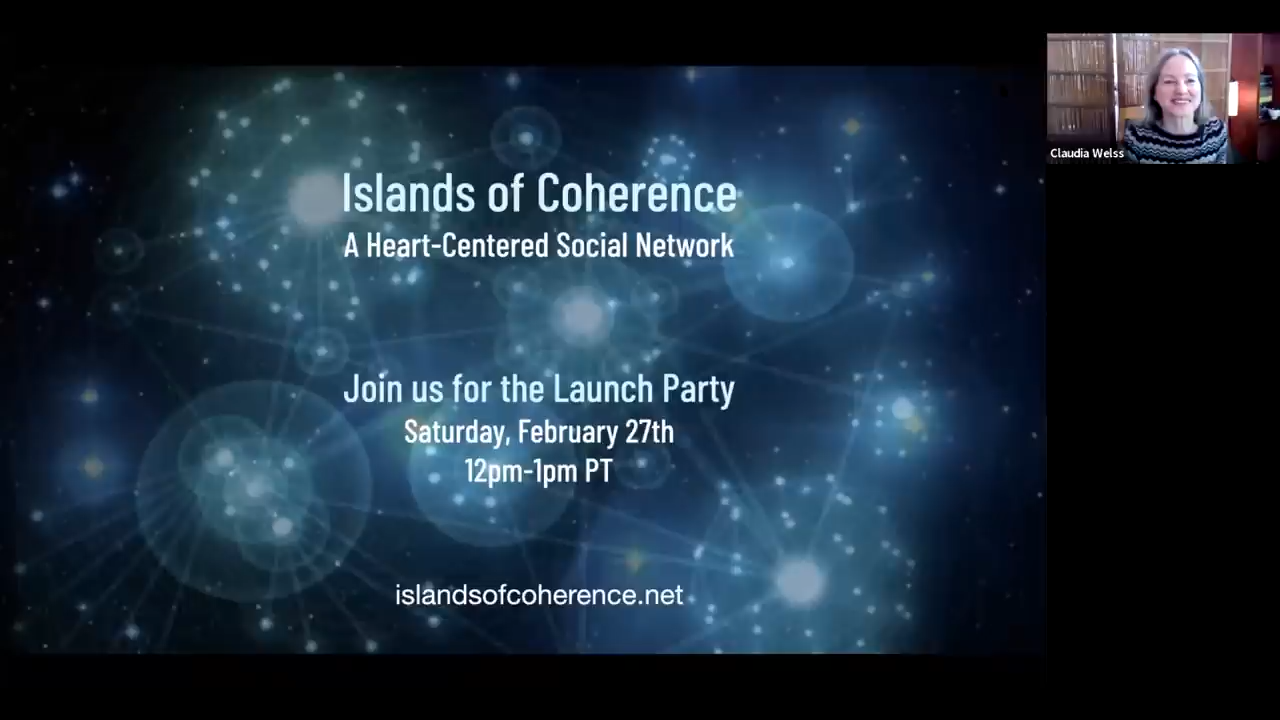 Islands of Coherence
A Heart-Centered Social Network
Join us for the Launch Party
Saturday, February 27th
12pm-1pm PT
islandsofcoherence.net
Claudia Welss